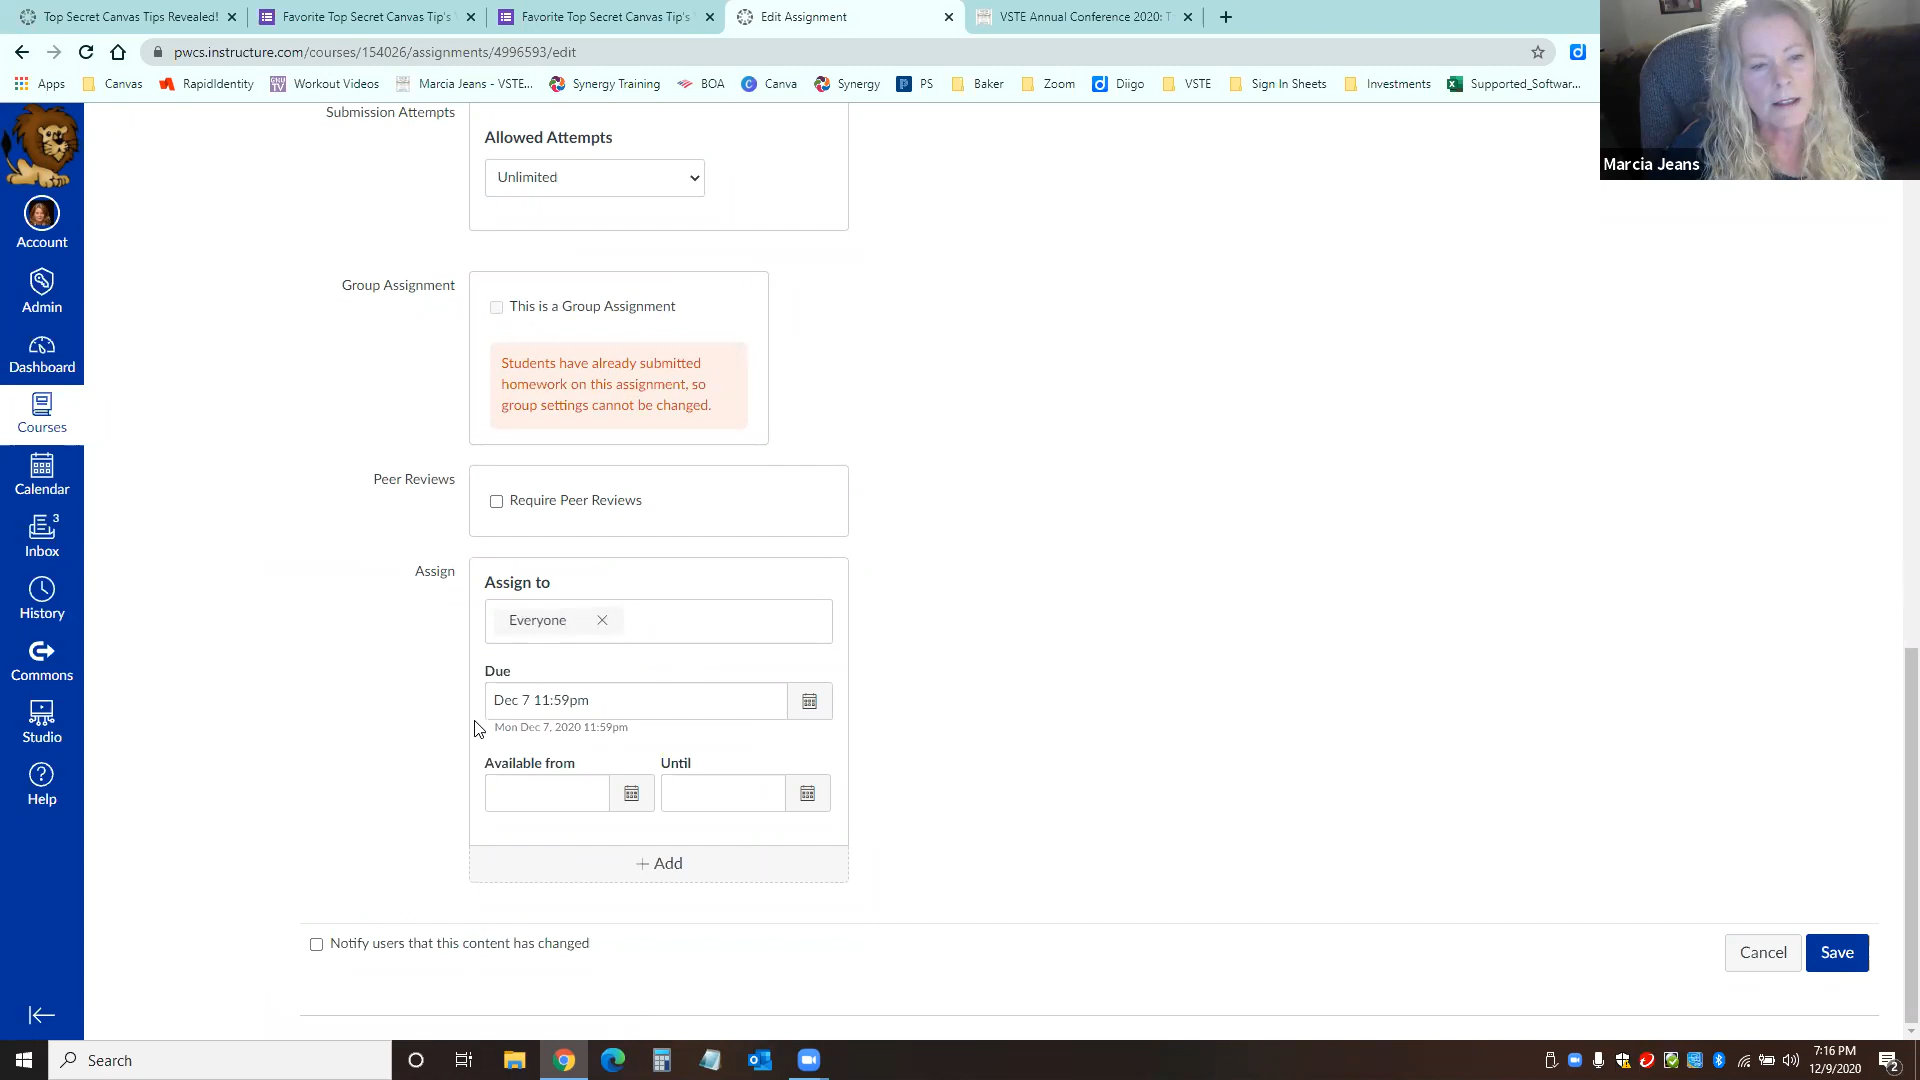 Top Secret Canvas Tips Revealed!
Favorite Top Secret Canvas Tip's
Favorite Top Secret Canvas Tip's
Edit Assignment
VSTE Annual Conference 2020: T
pwcs.instructure.com/courses/154026/assignments/4996593/edit
Apps
Canvas
RapidIdentity
Workout Videos
Marcia Jeans - VSTE...
Synergy Training
BOA
Canva
Synergy
PS
Baker
Zoom
Diigo
VSTE
Sign In Sheets
Investments
Supported_Softwar...
Marcia Jeans
Account
Admin
Dashboard
Courses
Calendar
3
Inbox
History
Commons
Studio
Help
Submission Attempts
Allowed Attempts
Unlimited
Group Assignment
This is a Group Assignment
Students have already submitted
homework on this assignment, so
group settings cannot be changed.
Peer Reviews
Require Peer Reviews
Assign
Assign to
Everyone
Due
Dec 7 11:59pm
Mon Dec 7, 2020 11:59pm
Available from
Until
+ Add
Notify users that this content has changed
Cancel
Save
Search
7:16 PM
12/9/2020
2